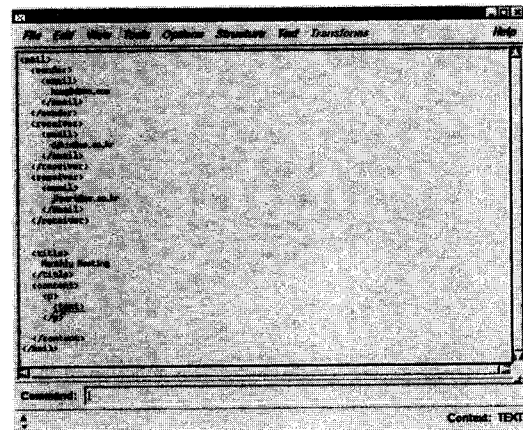 File Edit View Tools Options Structure Text Transforms Help
<mail>
<sender>
<email>
</email>
</sender>
<receiver>
<email>
</email>
</receiver>
<receiver>
<email>
</email>
</receiver>
<title>
Monthly Meeting
</title>
<content>
<p>
</p>
</content>
</mail>
Command:
Context: TEXT